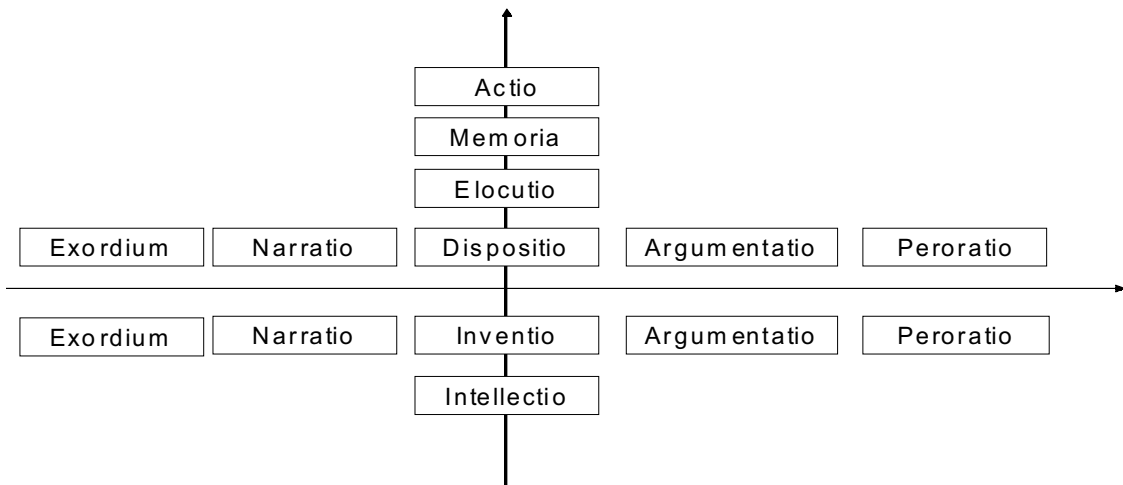 Actio
Memoria
Elocutio
Exordium Narratio Dispositio Argumentatio Peroratio
Exordium Narratio Inventio Argumentatio Peroratio
Intellectio